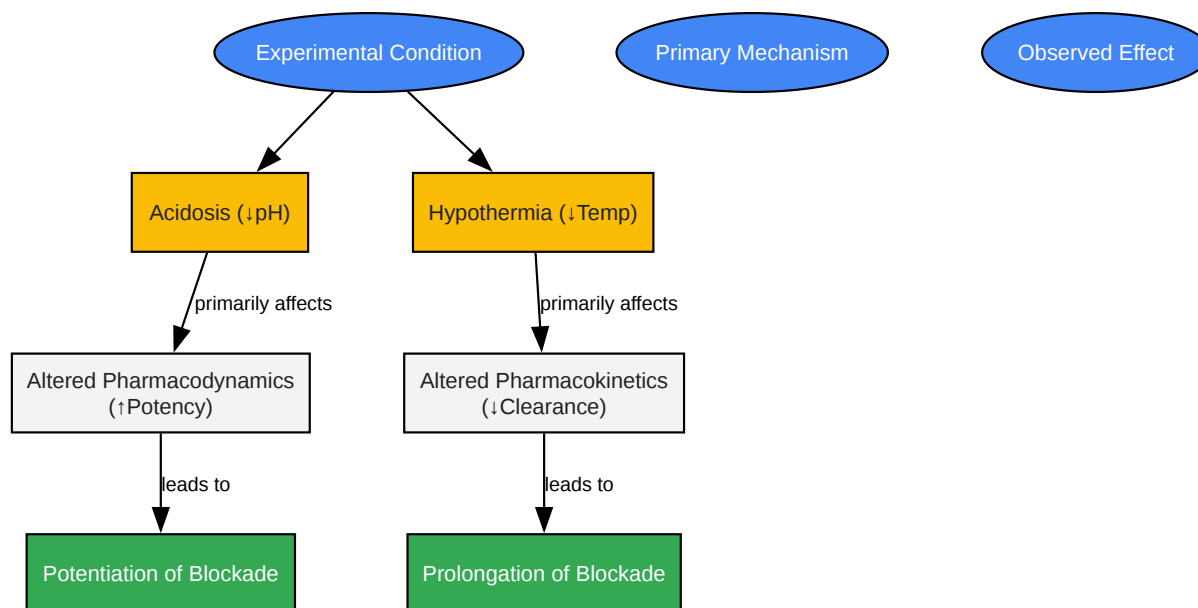 Experimental Condition
Primary Mechanism
Observed Effect
Acidosis (↓pH)
Hypothermia (↓Temp)
primarily affects
primarily affects
Altered Pharmacodynamics
(↑Potency)
Altered Pharmacokinetics
(↓Clearance)
leads to
leads to
Potentiation of Blockade
Prolongation of Blockade